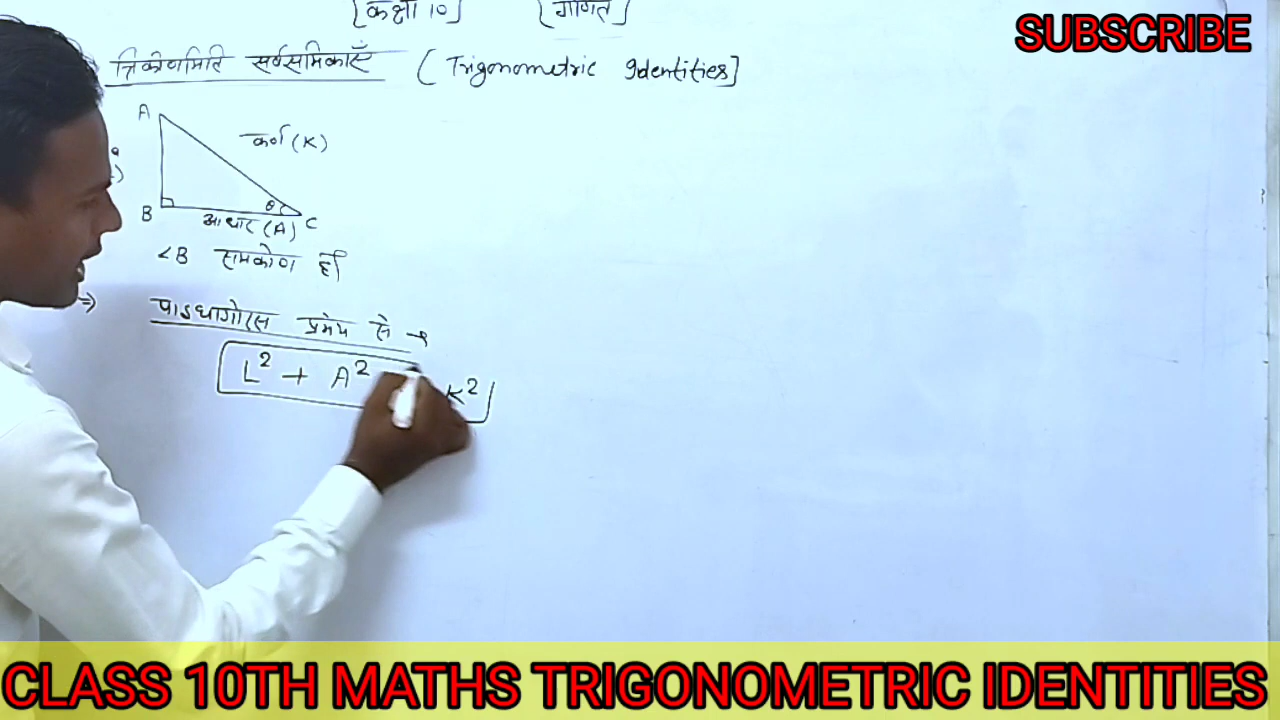 [कक्षा 10] [गणित]
SUBSCRIBE
त्रिकोणमिति सर्वसमिकाएँ (Trigonometric Identities]
A
कर्ण (K)
B
θ
आधार (A)
C
∠B समकोण है।
⇒ पाइथागोरस प्रमेय से →
L² + A² K²
CLASS 10TH MATHS TRIGONOMETRIC IDENTITIES